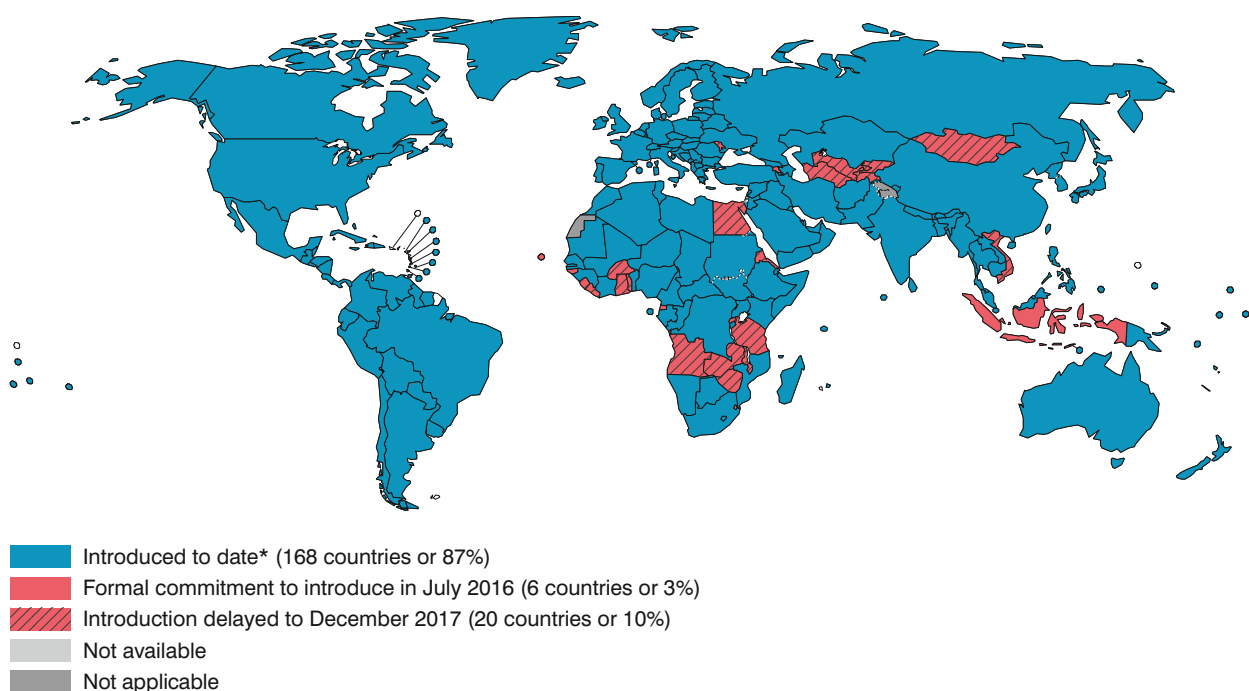 Introduced to date* (168 countries or 87%)
Formal commitment to introduce in July 2016 (6 countries or 3%)
Introduction delayed to December 2017 (20 countries or 10%)
Not available
Not applicable